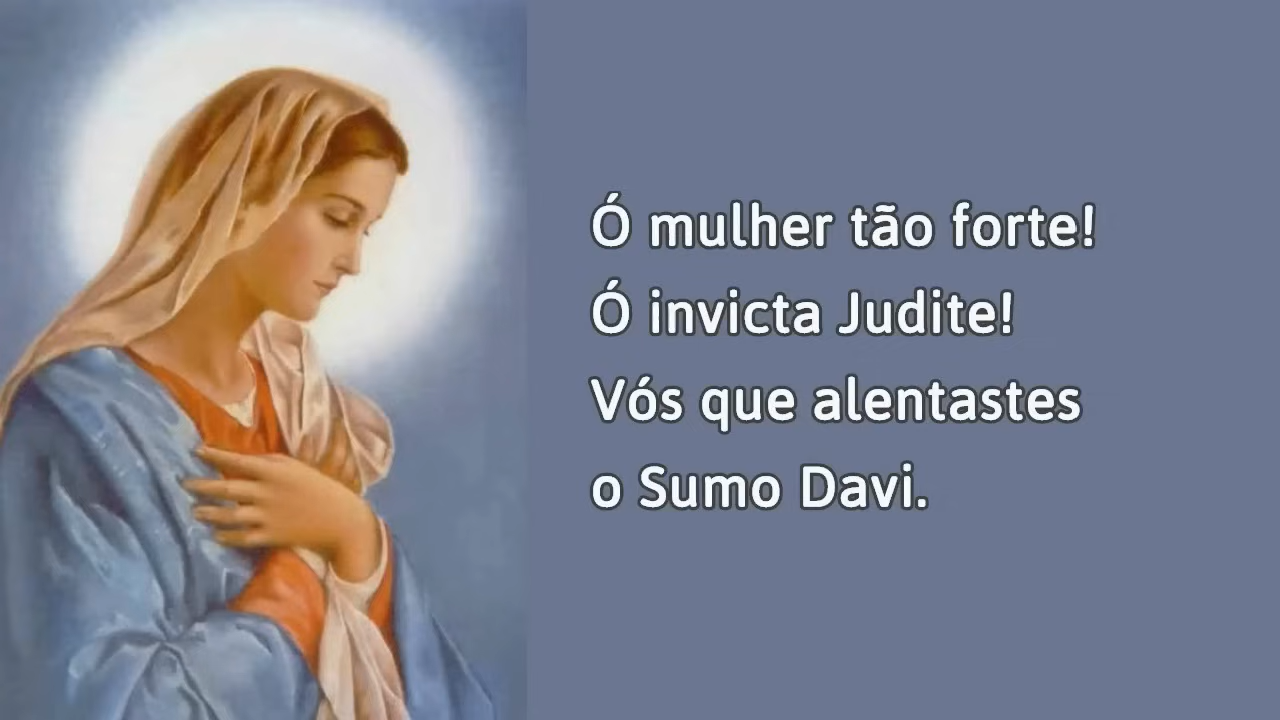 Ó mulher tão forte!
Ó invicta Judite!
Vós que alentastes
o Sumo Davi.